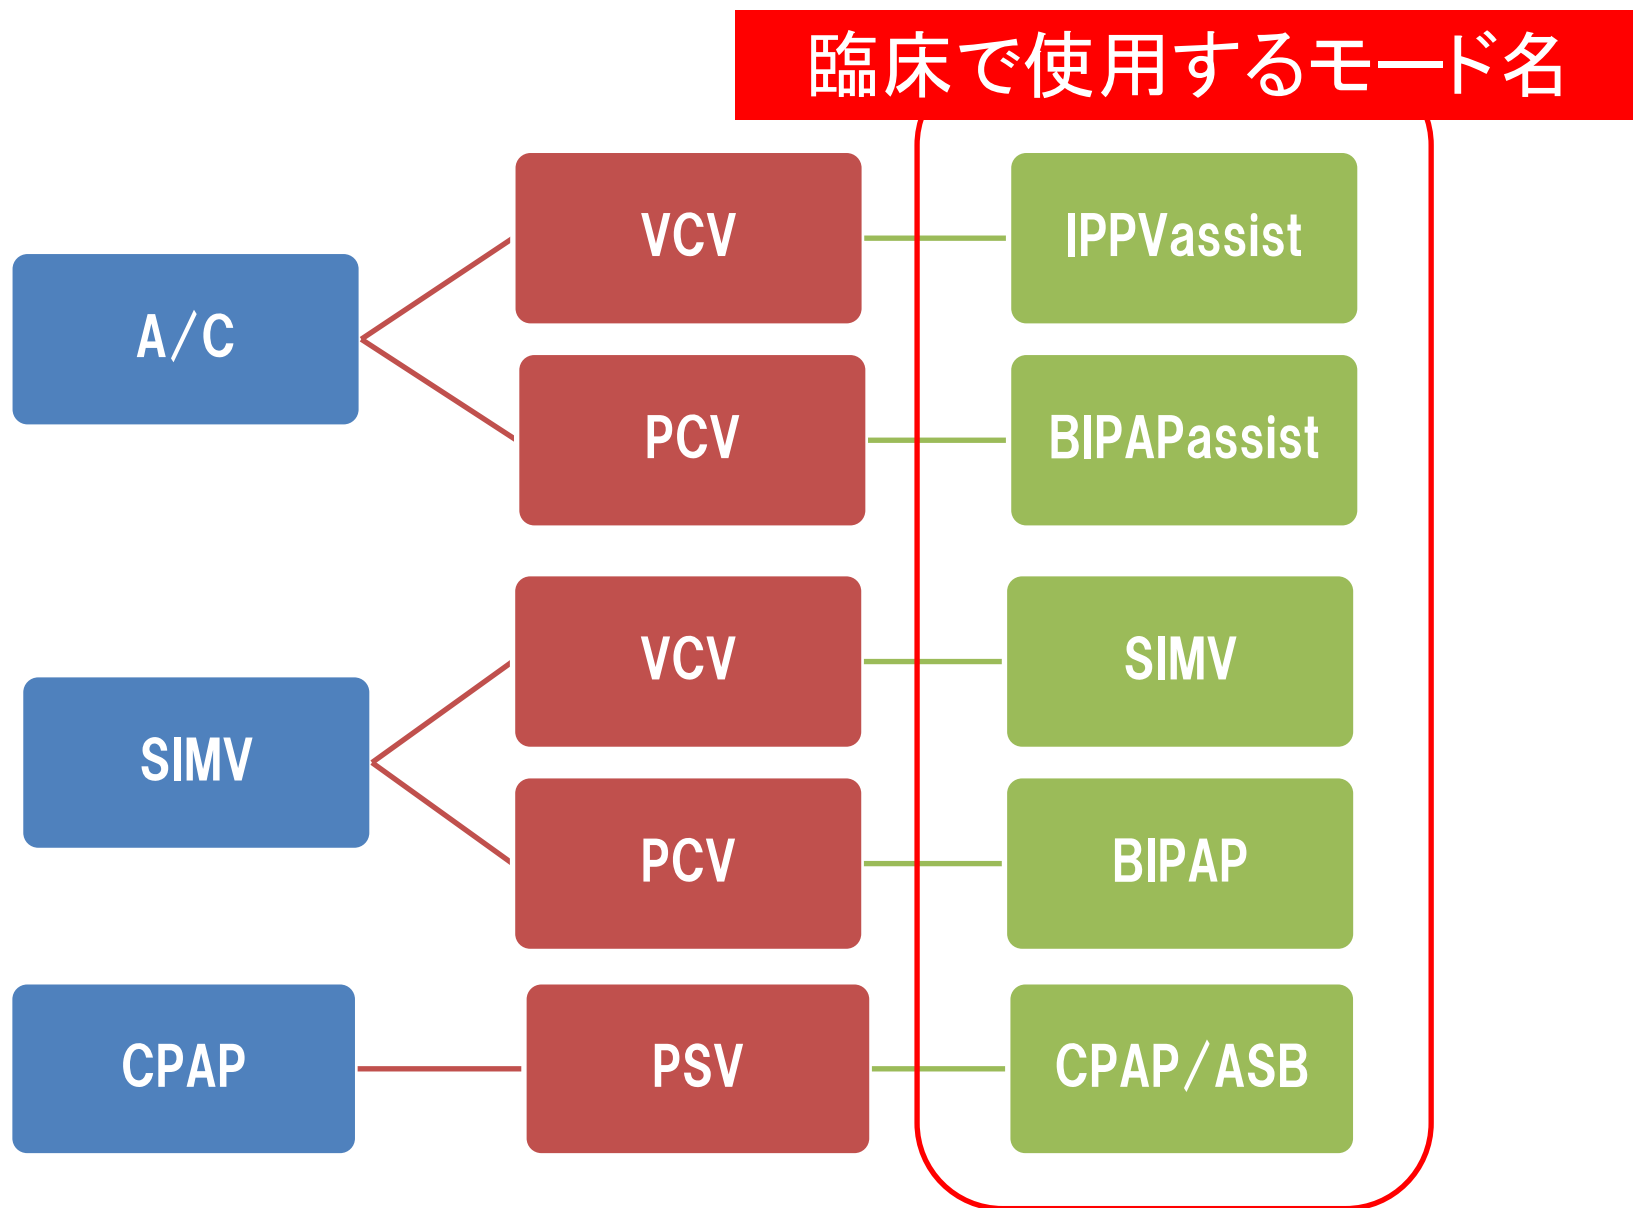 臨床で使用するモード名
A/C
VCV
IPPVassist
PCV
BIPAPassist
SIMV
VCV
SIMV
PCV
BIPAP
CPAP
PSV
CPAP/ASB